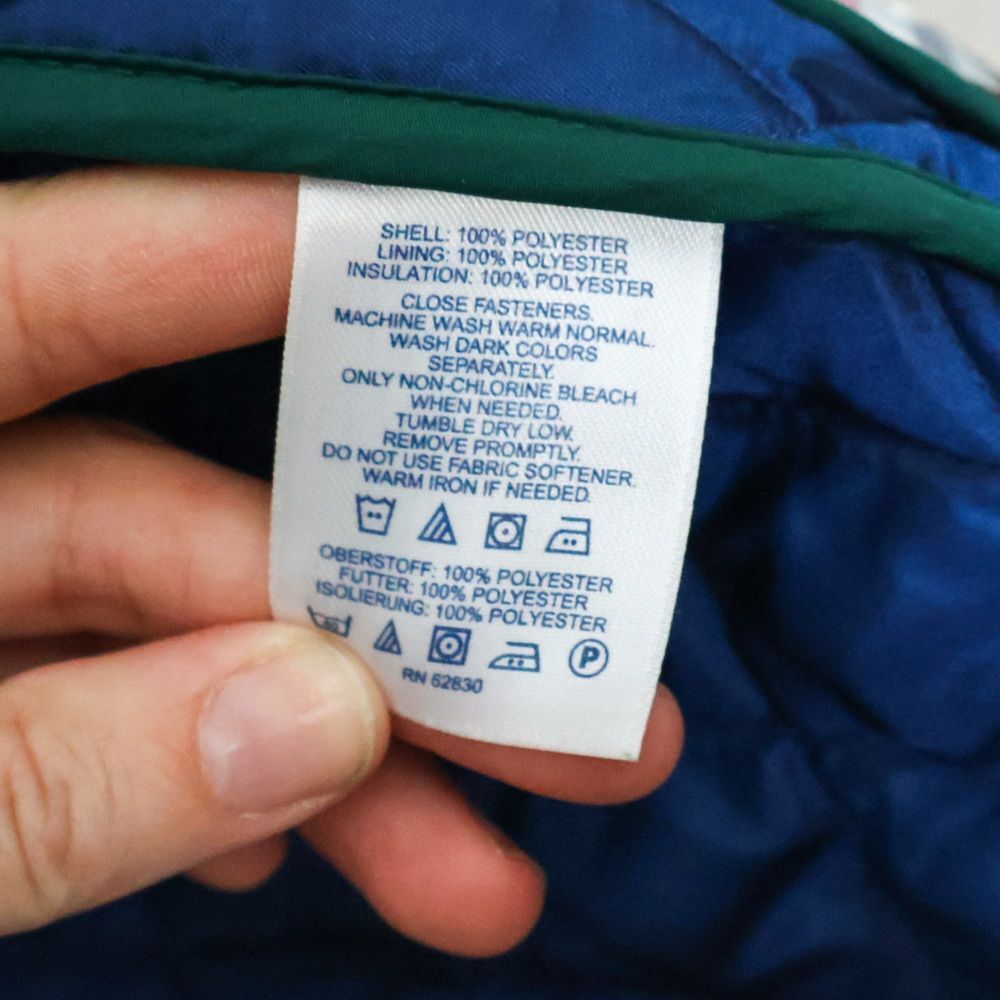 SHELL: 100% POLYESTER
LINING: 100% POLYESTER
INSULATION: 100% POLYESTER
CLOSE FASTENERS.
MACHINE WASH WARM NORMAL.
WASH DARK COLORS
SEPARATELY.
ONLY NON-CHLORINE BLEACH
WHEN NEEDED.
TUMBLE DRY LOW.
REMOVE PROMPTLY.
DO NOT USE FABRIC SOFTENER.
WARM IRON IF NEEDED.
OBERSTOFF: 100% POLYESTER
FUTTER: 100% POLYESTER
ISOLIERUNG: 100% POLYESTER
P
RN 62830